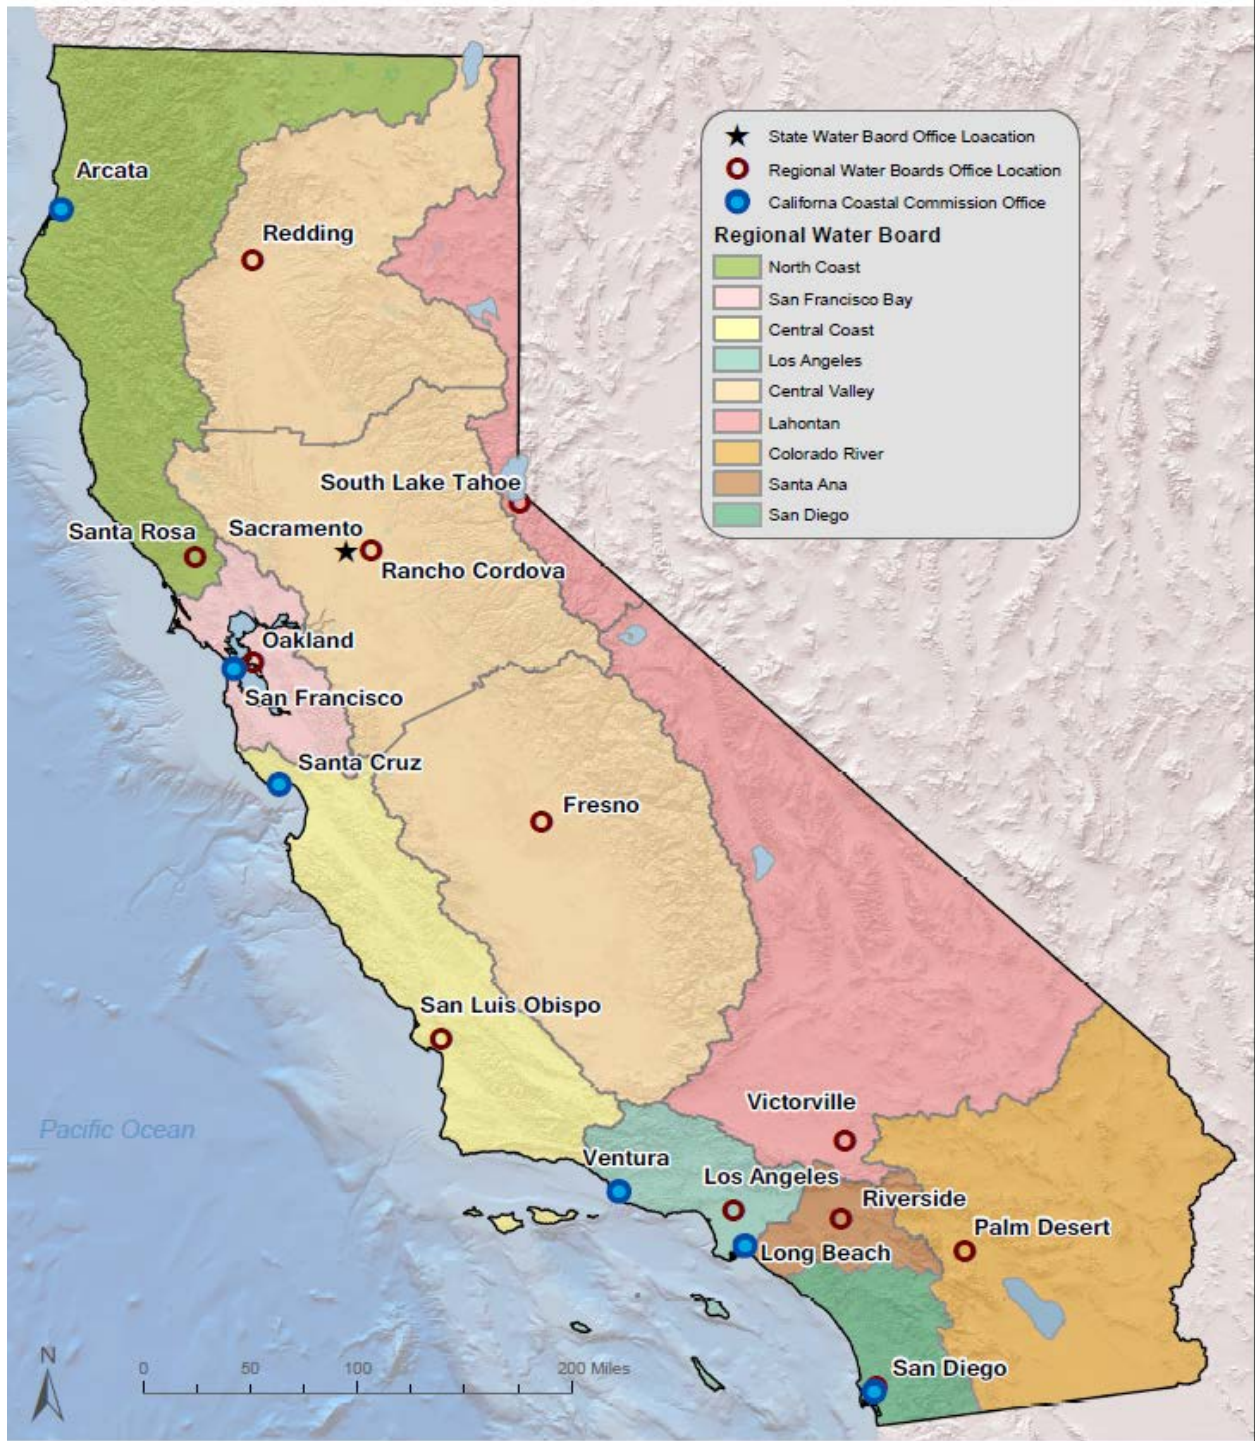 State Water Baord Office Loacation
Regional Water Boards Office Location
Californa Coastal Commission Office
Regional Water Board
North Coast
San Francisco Bay
Central Coast
Los Angeles
Central Valley
Lahontan
Colorado River
Santa Ana
San Diego
Arcata
Redding
South Lake Tahoe
Santa Rosa
Sacramento
Rancho Cordova
Oakland
San Francisco
Santa Cruz
Fresno
San Luis Obispo
Victorville
Pacific Ocean
Ventura
Los Angeles
Riverside
Palm Desert
Long Beach
San Diego
N
0 50 100 200 Miles